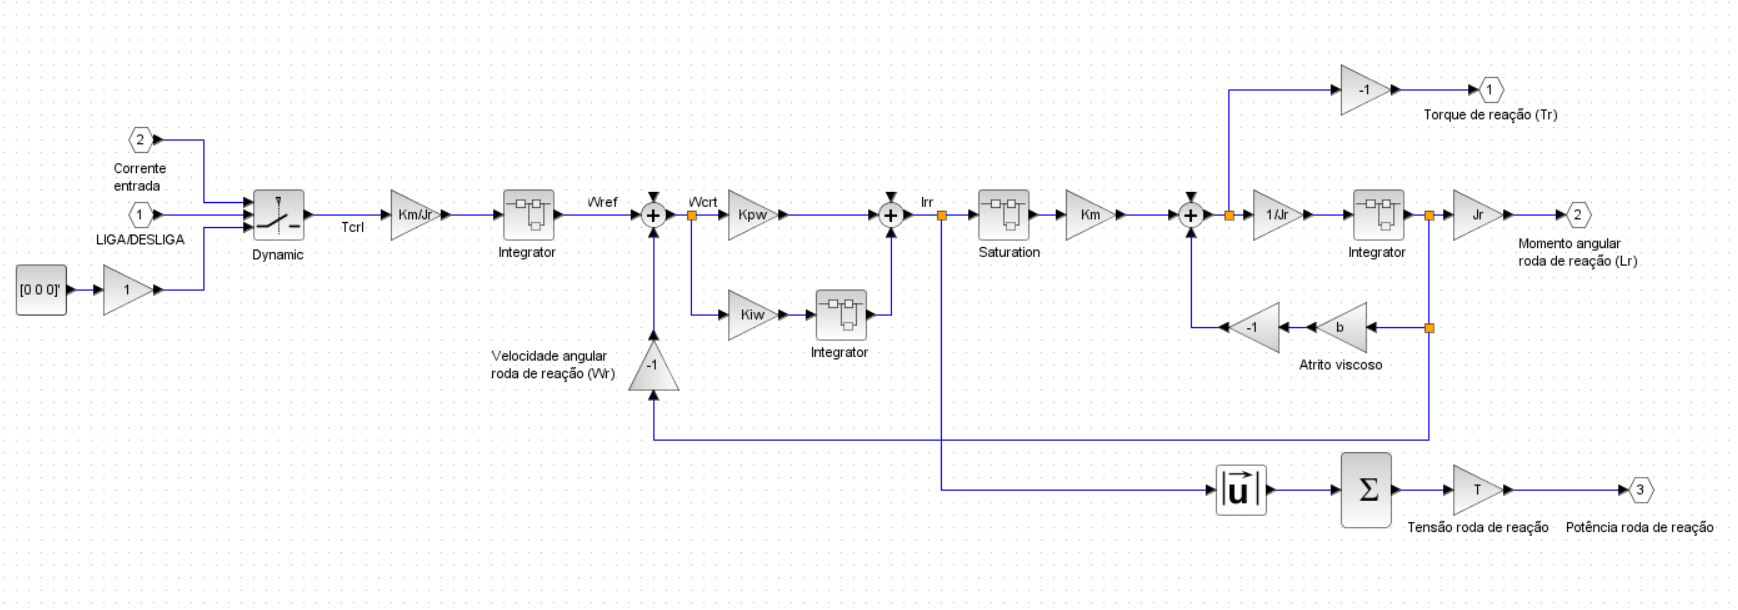 -1
1
Torque de reação (Tr)
2
Corrente
entrada
1
LIGA/DESLIGA
Dynamic
Tcrl
Km/Jr
Integrator
Wref
+
Wcrt
Kpw
+
Irr
Saturation
Km
+
1/Jr
Integrator
Jr
2
Momento angular
roda de reação (Lr)
[0 0 0]'
1
Kiw
Integrator
-1
b
Atrito viscoso
Velocidade angular
roda de reação (Wr)
-1
|u|
Σ
T
3
Tensão roda de reação
Potência roda de reação